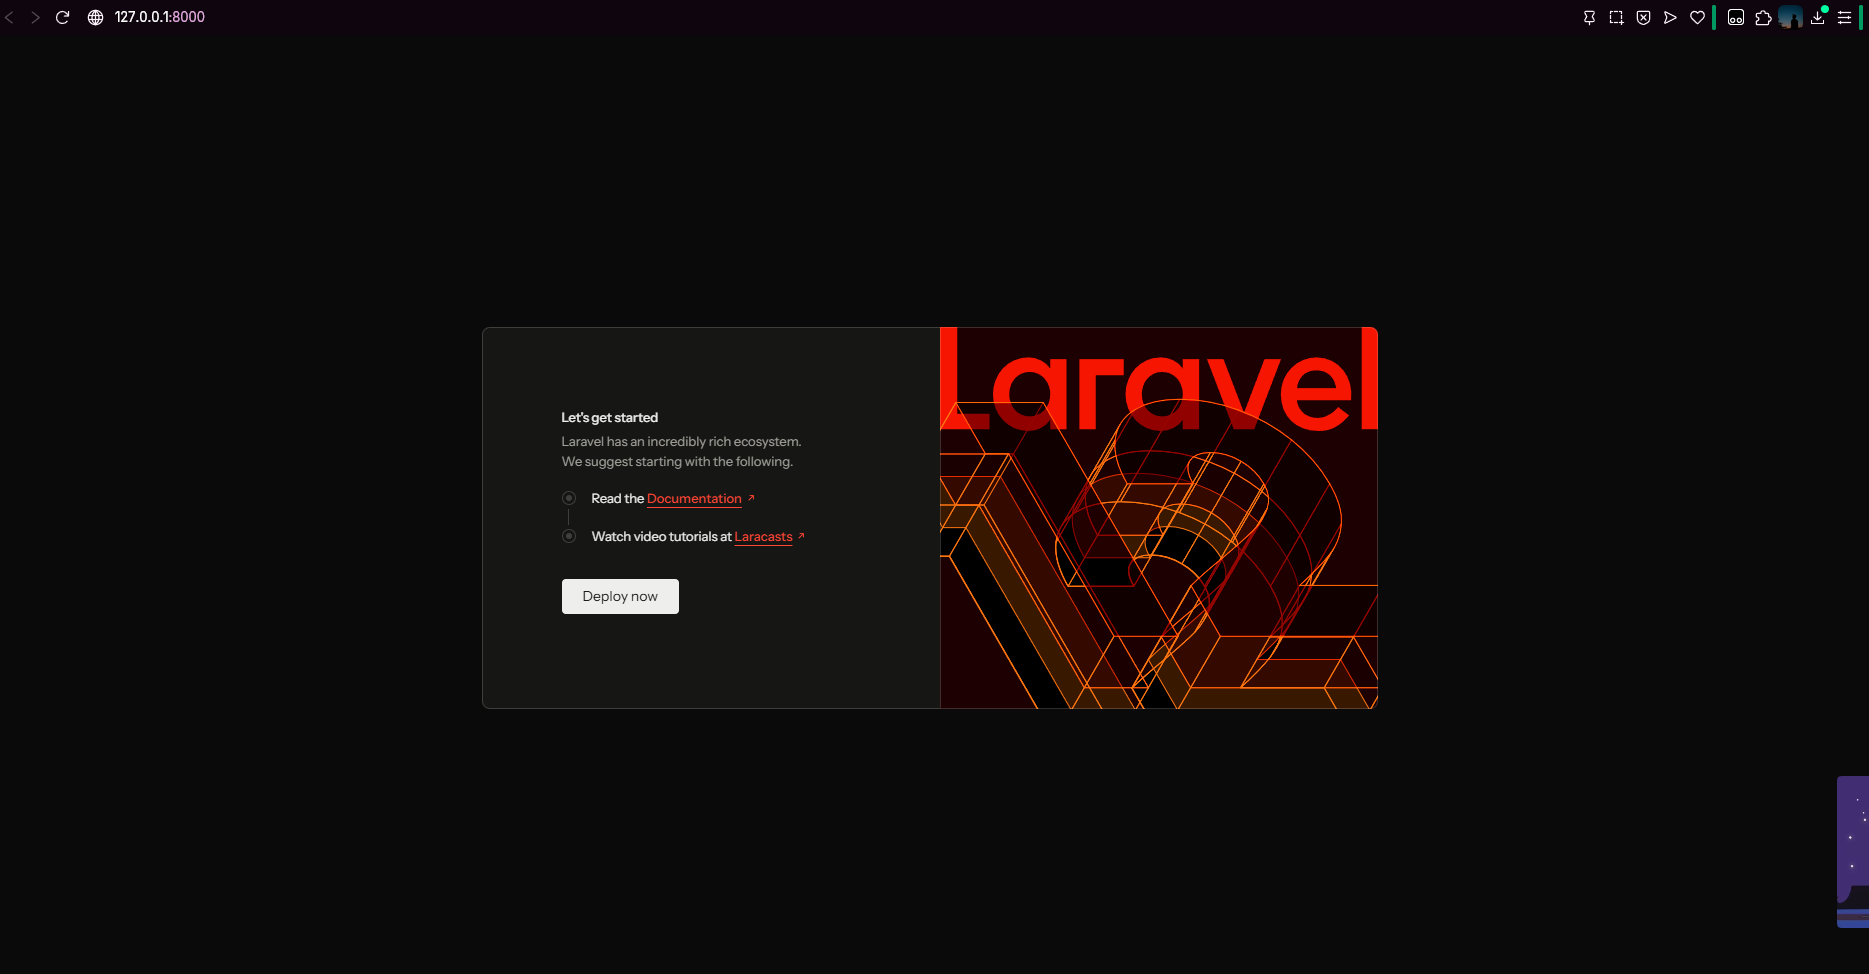 127.0.0.1:8000
Laravel
Let's get started
Laravel has an incredibly rich ecosystem.
We suggest starting with the following.
Read the Documentation ↗
Watch video tutorials at Laracasts ↗
Deploy now